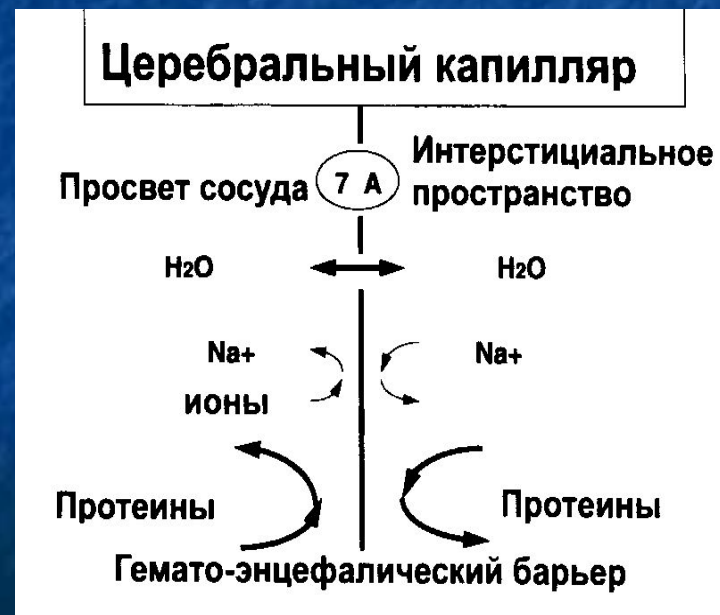 Церебральный капилляр
Интерстициальное
Просвет сосуда 7 А пространство
H2O H2O
Na+ Na+
ионы
Протеины Протеины
Гемато-энцефалический барьер